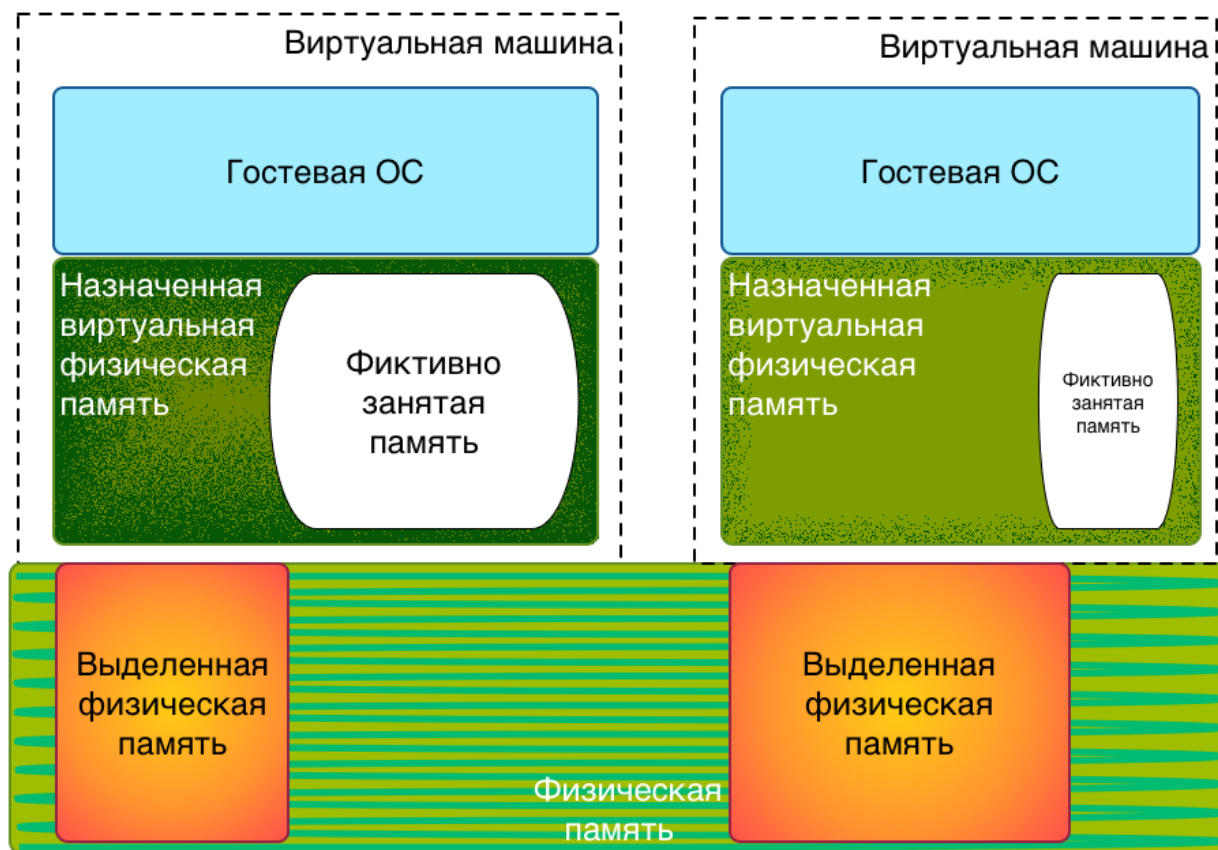 Виртуальная машина
Гостевая ОС
Назначенная
виртуальная
физическая
память
Фиктивно
занятая
память
Виртуальная машина
Гостевая ОС
Назначенная
виртуальная
физическая
память
Фиктивно
занятая
память
Выделенная
физическая
память
Физическая
память
Выделенная
физическая
память